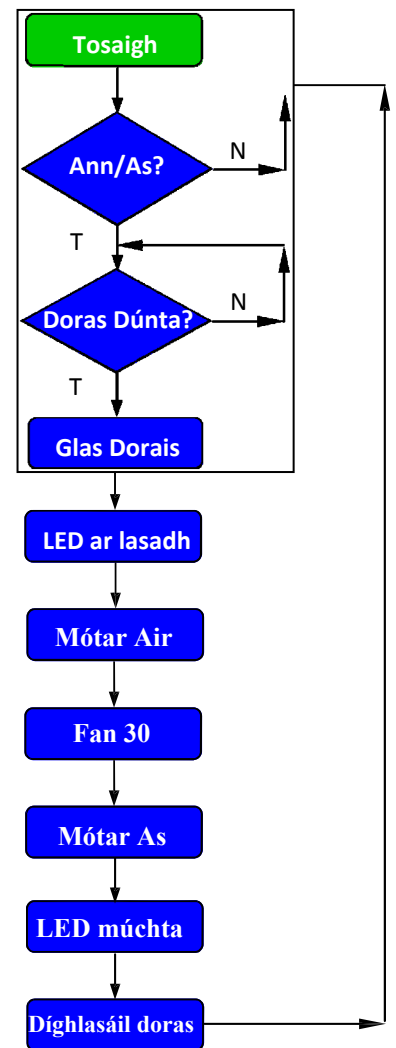 Tosaigh
Ann/As?
N
T
Doras Dúnta?
N
T
Glas Dorais
LED ar lasadh
Mótar Air
Fan 30
Mótar As
LED múchta
Díghlasáil doras